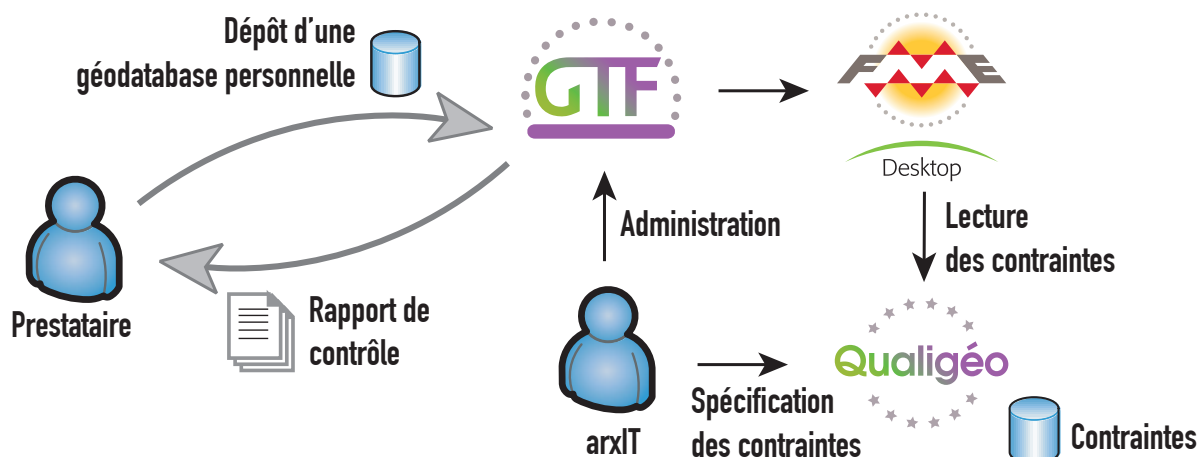 Dépôt d'une
géodatabase personnelle
GTF
FME
Desktop
Administration
Lecture
des contraintes
Prestataire
Rapport de
contrôle
Qualigéo
arxIT
Spécification
des contraintes
Contraintes